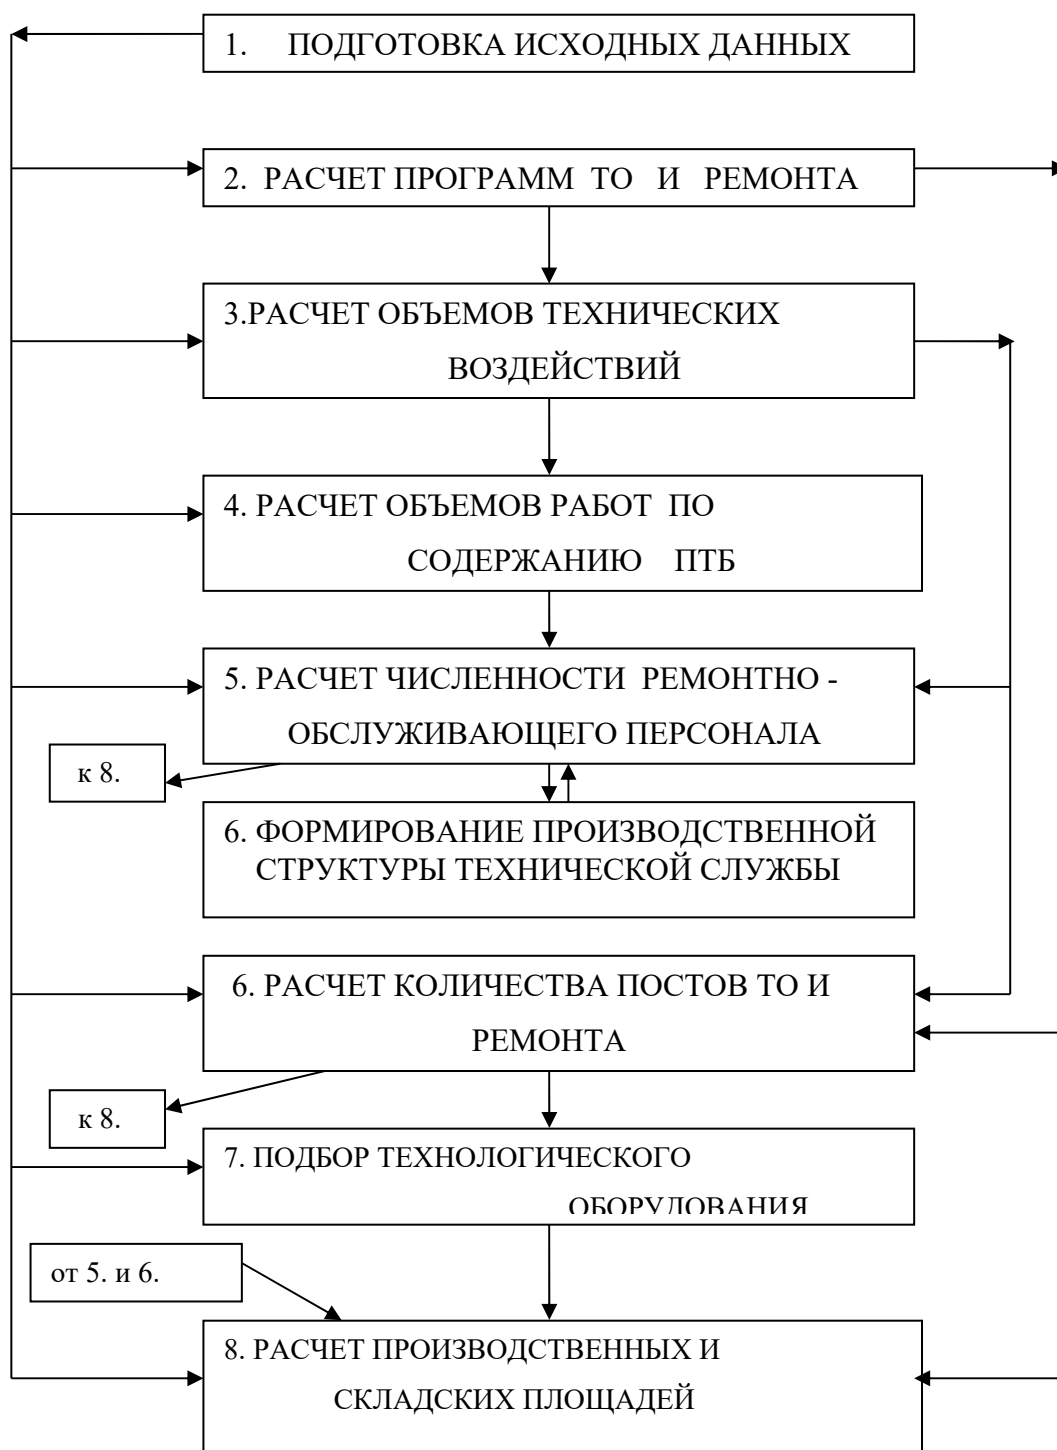 1. ПОДГОТОВКА ИСХОДНЫХ ДАННЫХ
2. РАСЧЕТ ПРОГРАММ ТО И РЕМОНТА
3.РАСЧЕТ ОБЪЕМОВ ТЕХНИЧЕСКИХ
ВОЗДЕЙСТВИЙ
4. РАСЧЕТ ОБЪЕМОВ РАБОТ ПО
СОДЕРЖАНИЮ ПТБ
5. РАСЧЕТ ЧИСЛЕННОСТИ РЕМОНТНО -
ОБСЛУЖИВАЮЩЕГО ПЕРСОНАЛА
к 8.
6. ФОРМИРОВАНИЕ ПРОИЗВОДСТВЕННОЙ
СТРУКТУРЫ ТЕХНИЧЕСКОЙ СЛУЖБЫ
6. РАСЧЕТ КОЛИЧЕСТВА ПОСТОВ ТО И
РЕМОНТА
к 8.
7. ПОДБОР ТЕХНОЛОГИЧЕСКОГО
ОБОРУДОВАНИЯ
от 5. и 6.
8. РАСЧЕТ ПРОИЗВОДСТВЕННЫХ И
СКЛАДСКИХ ПЛОЩАДЕЙ